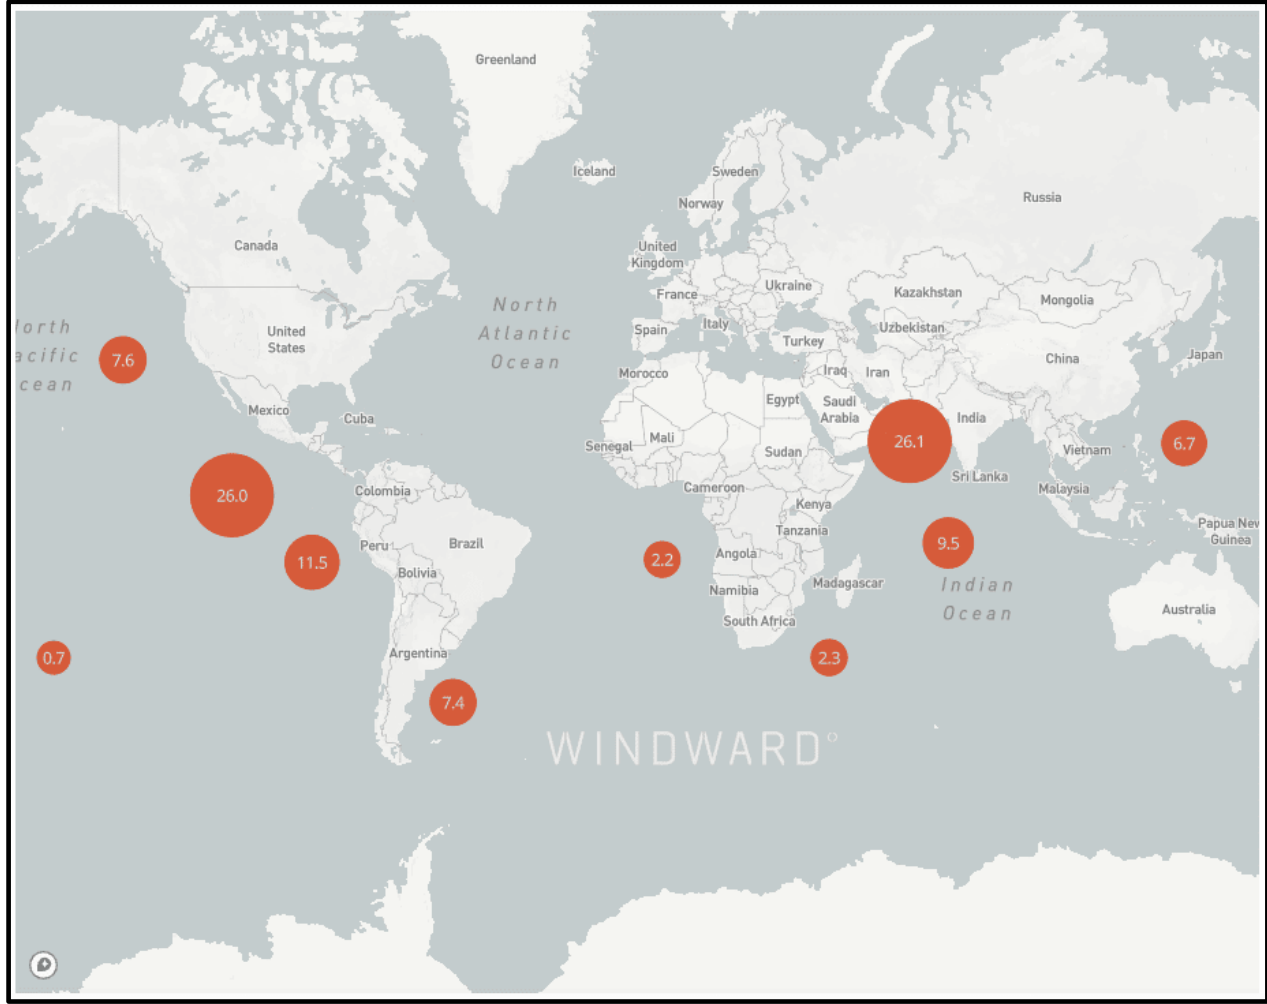 Greenland
Iceland
Sweden
Norway
Russia
Canada
United
Kingdom
France
Ukraine
Kazakhstan
Mongolia
North
Atlantic
Ocean
United
States
Spain
Italy
Turkey
Uzbekistan
China
Japan
orth
acific
cean
7.6
Morocco
Iraq
Iran
Egypt
Saudi
Arabia
Mexico
Cuba
India
Senegal
Mali
Sudan
26.1
Vietnam
6.7
Sri Lanka
Malaysia
26.0
Colombia
Cameroon
Kenya
Tanzania
Papua New
Guinea
Peru
Brazil
11.5
2.2
Angola
9.5
Bolivia
Namibia
Madagascar
Indian
Ocean
Australia
South Africa
0.7
Argentina
2.3
7.4
WINDWARD°